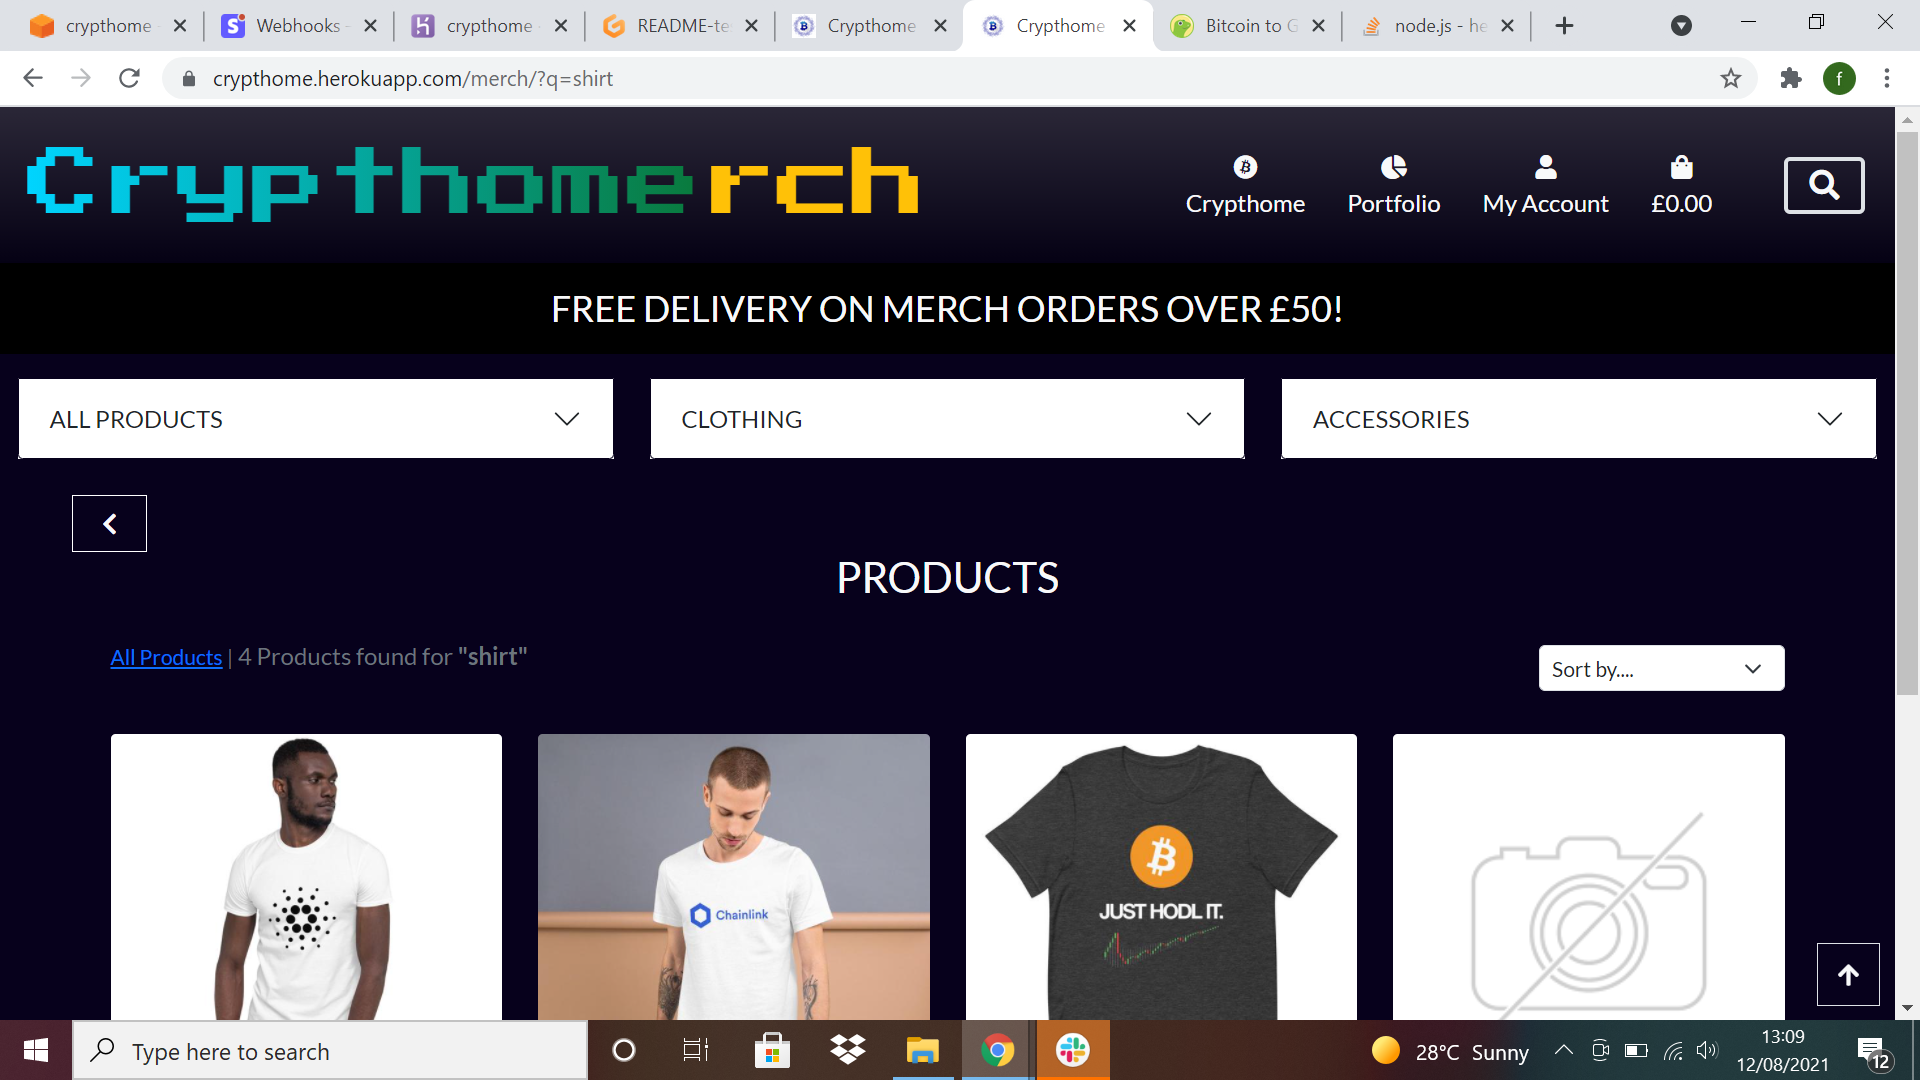 crypthome
Webhooks -
crypthome
README-te
Crypthome
Crypthome
Bitcoin to G
node.js - he
crypthome.herokuapp.com/merch/?q=shirt
f
Crypthomerch
Crypthome
Portfolio
My Account
£0.00
FREE DELIVERY ON MERCH ORDERS OVER £50!
ALL PRODUCTS
CLOTHING
ACCESSORIES
PRODUCTS
All Products | 4 Products found for "shirt"
Sort by....
Chainlink
JUST HODL IT.
Type here to search
28°C Sunny
13:09
12/08/2021
12